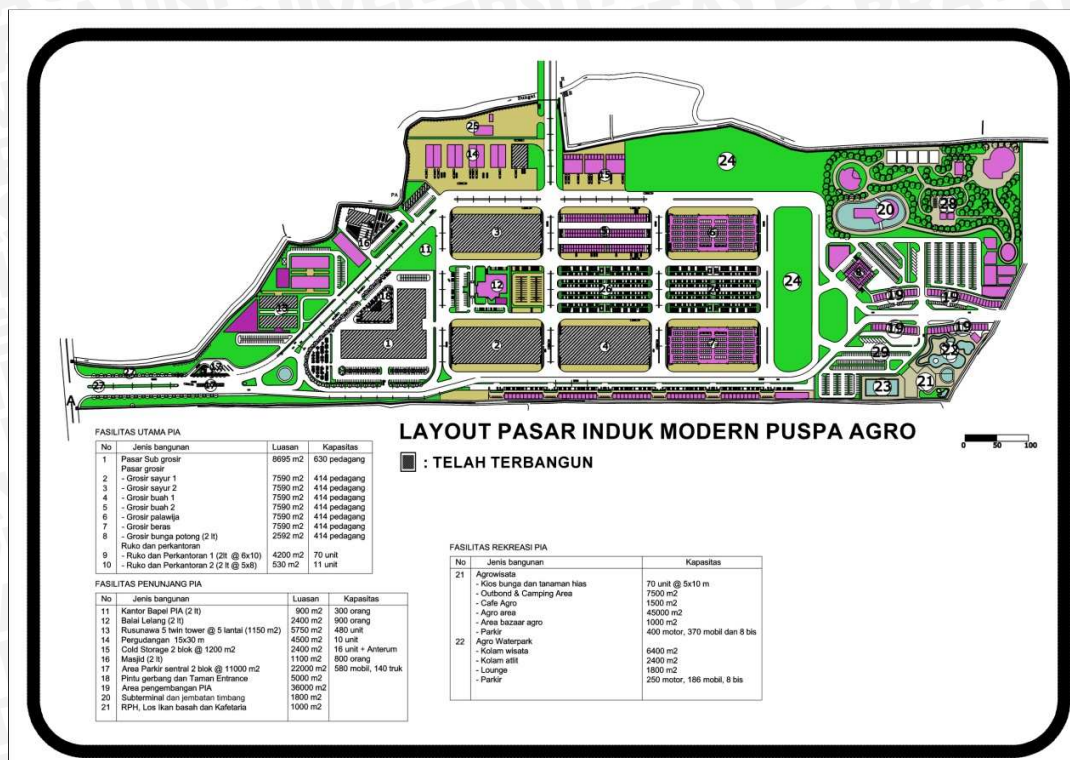 LAYOUT PASAR INDUK MODERN PUSPA AGRO
: TELAH TERBANGUN
0 50 100
FASILITAS UTAMA PIA
No Jenis bangunan Luasan Kapasitas
1 Pasar Sub grosir 8695 m2 630 pedagang
Pasar grosir
2 - Grosir sayur 1 7590 m2 414 pedagang
3 - Grosir sayur 2 7590 m2 414 pedagang
4 - Grosir buah 1 7590 m2 414 pedagang
5 - Grosir buah 2 7590 m2 414 pedagang
6 - Grosir palawija 7590 m2 414 pedagang
7 - Grosir beras 7590 m2 414 pedagang
8 - Grosir bunga potong (2 lt) 2592 m2 414 pedagang
Ruko dan perkantoran
9 - Ruko dan Perkantoran 1 (2lt @ 6x10) 4200 m2 70 unit
10 - Ruko dan Perkantoran 2 (2 lt @ 5x8) 530 m2 11 unit
FASILITAS PENUNJANG PIA
No Jenis bangunan Luasan Kapasitas
11 Kantor Bapel PIA (2 lt) 900 m2 300 orang
12 Balai Lelang (2 lt) 2400 m2 900 orang
13 Rusunawa 5 twin tower @ 5 lantai (1150 m2) 5750 m2 480 unit
14 Pergudangan 15x30 m 4500 m2 10 unit
15 Cold Storage 2 blok @ 1200 m2 2400 m2 16 unit + Anterum
16 Masjid (2 lt) 1100 m2 800 orang
17 Area Parkir sentral 2 blok @ 11000 m2 22000 m2 580 mobil, 140 truk
18 Pintu gerbang dan Taman Entrance 5000 m2
19 Area pengembangan PIA 36000 m2
20 Subterminal dan jembatan timbang 1800 m2
21 RPH, Los Ikan basah dan Kafetaria 1000 m2
FASILITAS REKREASI PIA
No Jenis bangunan Kapasitas
21 Agrowisata
- Kios bunga dan tanaman hias 70 unit @ 5x10 m
- Outbond & Camping Area 7500 m2
- Cafe Agro 1500 m2
- Agro area 45000 m2
- Area bazaar agro 1000 m2
- Parkir 400 motor, 370 mobil dan 8 bis
22 Agro Waterpark
- Kolam wisata 6400 m2
- Kolam atlit 2400 m2
- Lounge 1800 m2
- Parkir 250 motor, 186 mobil, 8 bis